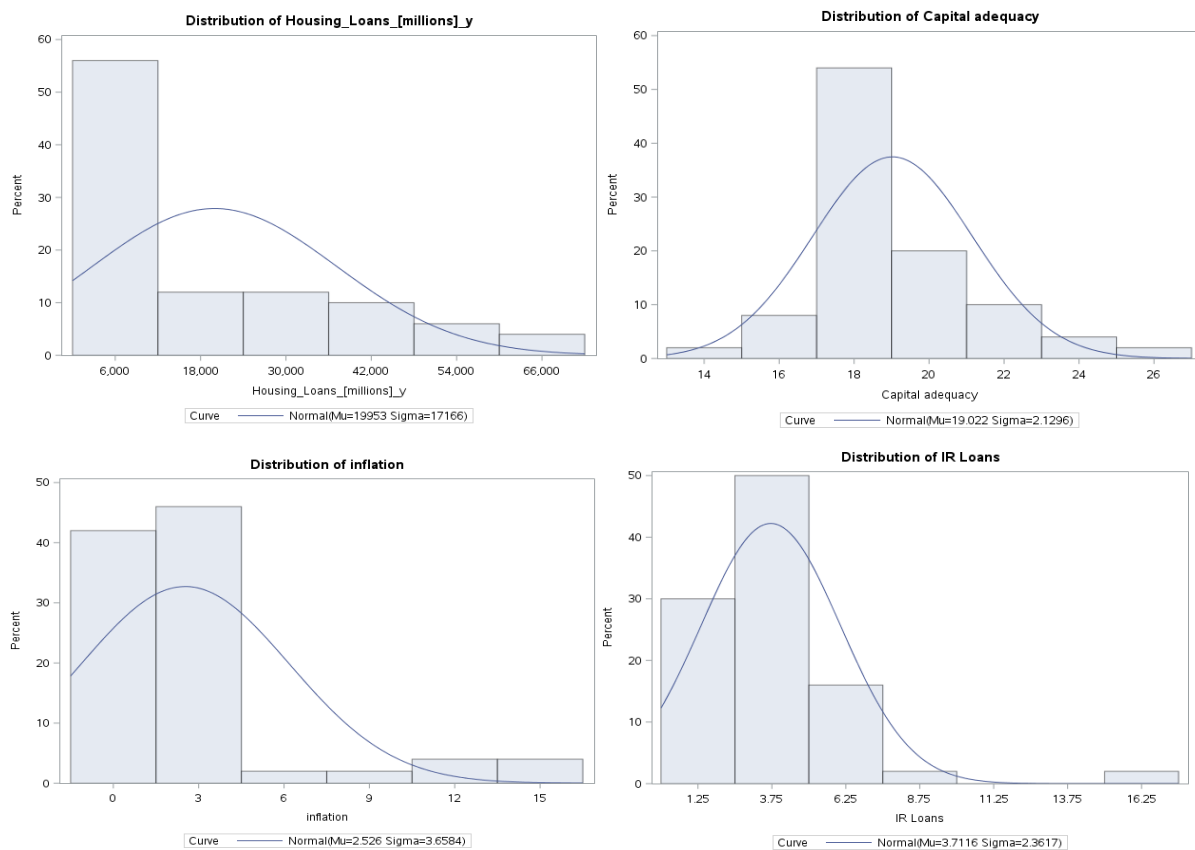 Distribution of Housing_Loans_[millions]_y
60
50
40
30
20
10
0
Percent
6,000 18,000 30,000 42,000 54,000 66,000
Housing_Loans_[millions]_y
Curve Normal(Mu=19953 Sigma=17166)
Distribution of Capital adequacy
60
50
40
30
20
10
0
Percent
14 16 18 20 22 24 26
Capital adequacy
Curve Normal(Mu=19.022 Sigma=2.1296)
Distribution of inflation
50
40
30
20
10
0
Percent
0 3 6 9 12 15
inflation
Curve Normal(Mu=2.526 Sigma=3.6584)
Distribution of IR Loans
50
40
30
20
10
0
Percent
1.25 3.75 6.25 8.75 11.25 13.75 16.25
IR Loans
Curve Normal(Mu=3.7116 Sigma=2.3617)